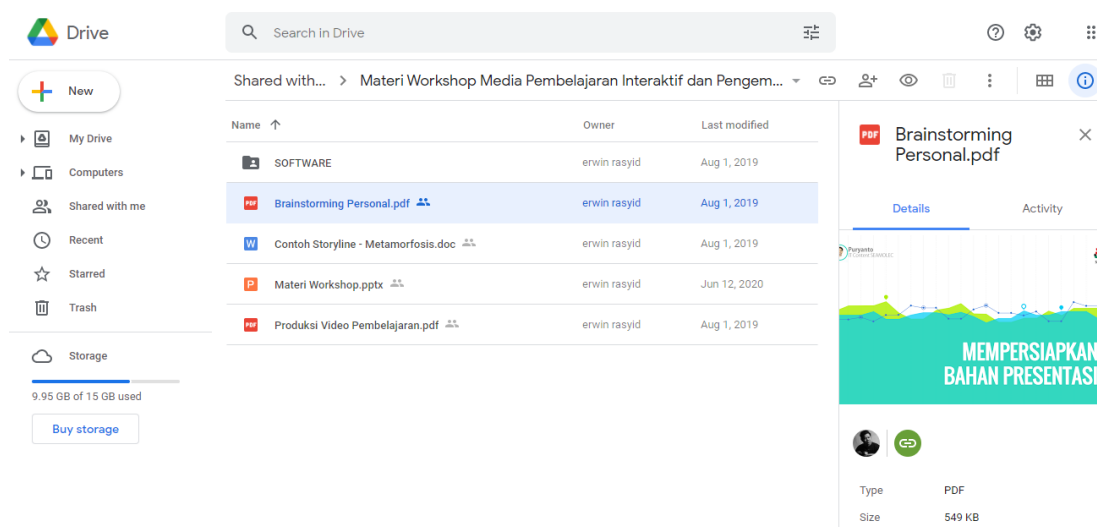 Drive
Search in Drive
New
My Drive
Computers
Shared with me
Recent
Starred
Trash
Storage
9.95 GB of 15 GB used
Buy storage
Shared with... > Materi Workshop Media Pembelajaran Interaktif dan Pengem...
Name Owner Last modified
SOFTWARE erwin rasyid Aug 1, 2019
PDF Brainstorming Personal.pdf erwin rasyid Aug 1, 2019
W Contoh Storyline - Metamorfosis.doc erwin rasyid Aug 1, 2019
P Materi Workshop.pptx erwin rasyid Jun 12, 2020
PDF Produksi Video Pembelajaran.pdf erwin rasyid Aug 1, 2019
PDF Brainstorming
Personal.pdf
Details Activity
Puryanto
MEMPERSIAPKAN
BAHAN PRESENTASI
Type PDF
Size 549 KB